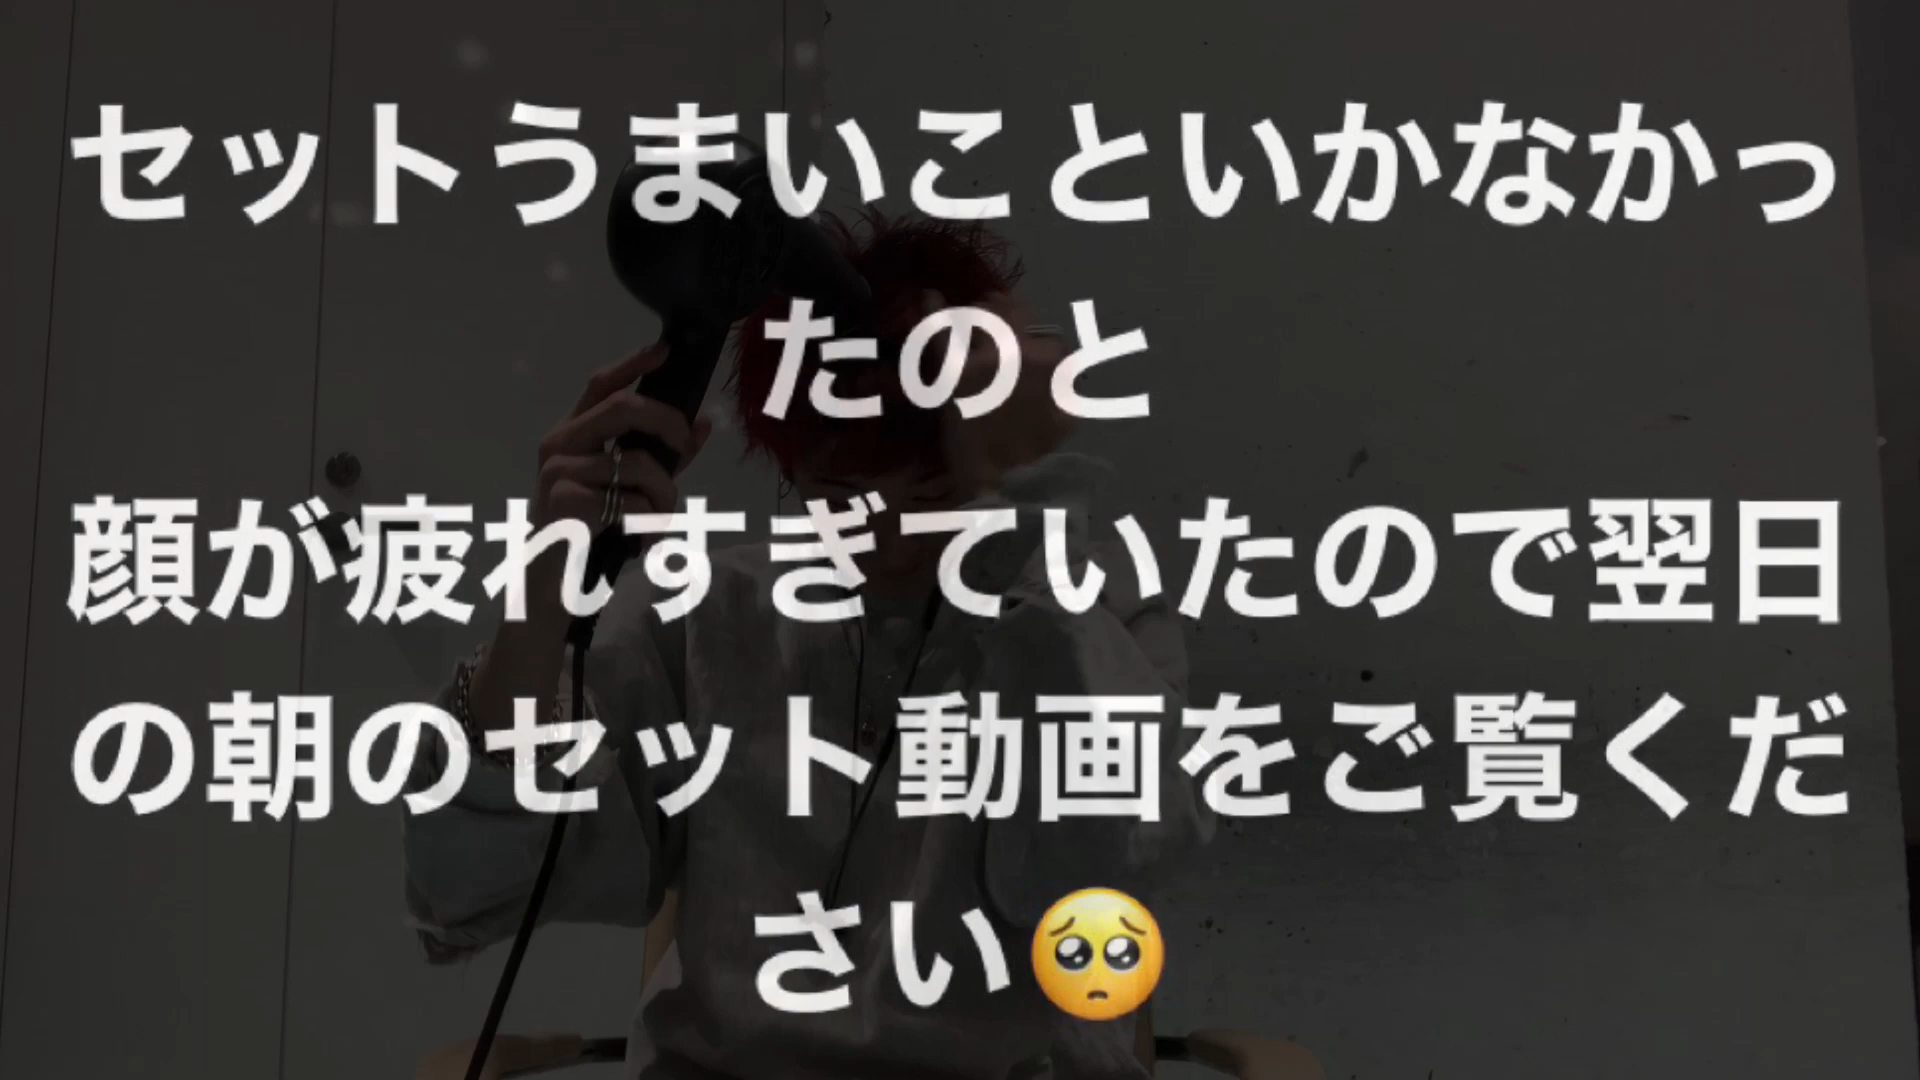 セットうまいこといかなかっ
たのと
顔が疲れすぎていたので翌日
の朝のセット動画をご覧くだ
さい🥺